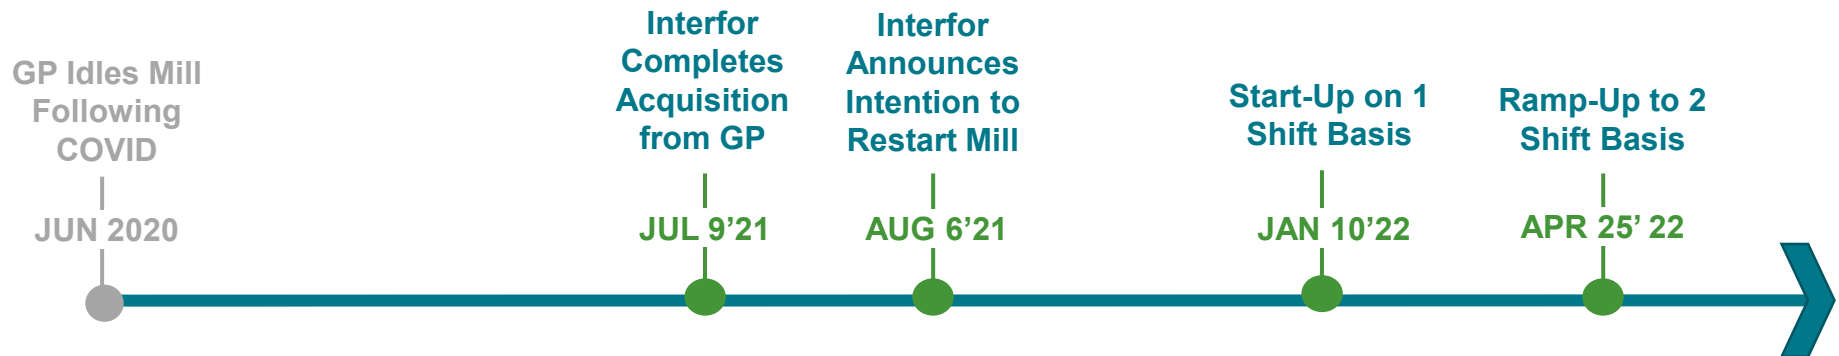 GP Idles Mill
Following
COVID
JUN 2020
Interfor
Completes
Acquisition
from GP
JUL 9’21
Interfor
Announces
Intention to
Restart Mill
AUG 6’21
Start-Up on 1
Shift Basis
JAN 10’22
Ramp-Up to 2
Shift Basis
APR 25’ 22